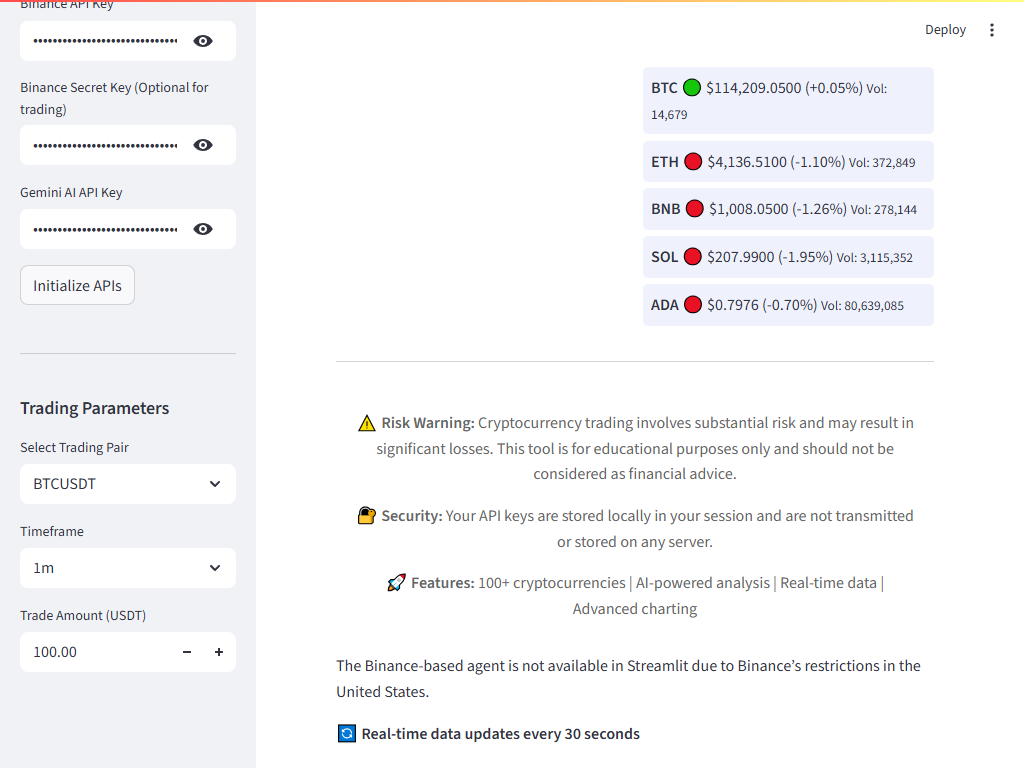 Binance API Key
••••••••••••••••••••••••••••••
Binance Secret Key (Optional for
trading)
••••••••••••••••••••••••••••••
Gemini AI API Key
••••••••••••••••••••••••••••••
Initialize APIs
Trading Parameters
Select Trading Pair
BTCUSDT
Timeframe
1m
Trade Amount (USDT)
100.00
Deploy
BTC 🟢 $114,209.0500 (+0.05%) Vol:
14,679
ETH 🔴 $4,136.5100 (-1.10%) Vol: 372,849
BNB 🔴 $1,008.0500 (-1.26%) Vol: 278,144
SOL 🔴 $207.9900 (-1.95%) Vol: 3,115,352
ADA 🔴 $0.7976 (-0.70%) Vol: 80,639,085
⚠️ Risk Warning: Cryptocurrency trading involves substantial risk and may result in
significant losses. This tool is for educational purposes only and should not be
considered as financial advice.
🔐 Security: Your API keys are stored locally in your session and are not transmitted
or stored on any server.
🚀 Features: 100+ cryptocurrencies | AI-powered analysis | Real-time data |
Advanced charting
The Binance-based agent is not available in Streamlit due to Binance’s restrictions in the
United States.
🔄 Real-time data updates every 30 seconds